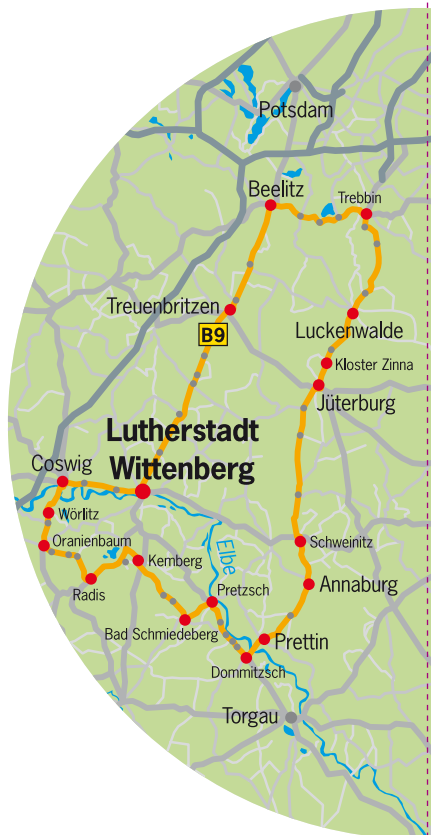 Potsdam
Beelitz
Trebbin
Treuenbritzen
B9
Luckenwalde
Kloster Zinna
Jüterburg
Lutherstadt
Wittenberg
Coswig
Wörlitz
Oranienbaum
Elbe
Schweinitz
Kemberg
Radis
Pretzsch
Annaburg
Bad Schmiedeberg
Prettin
Dommitzsch
Torgau